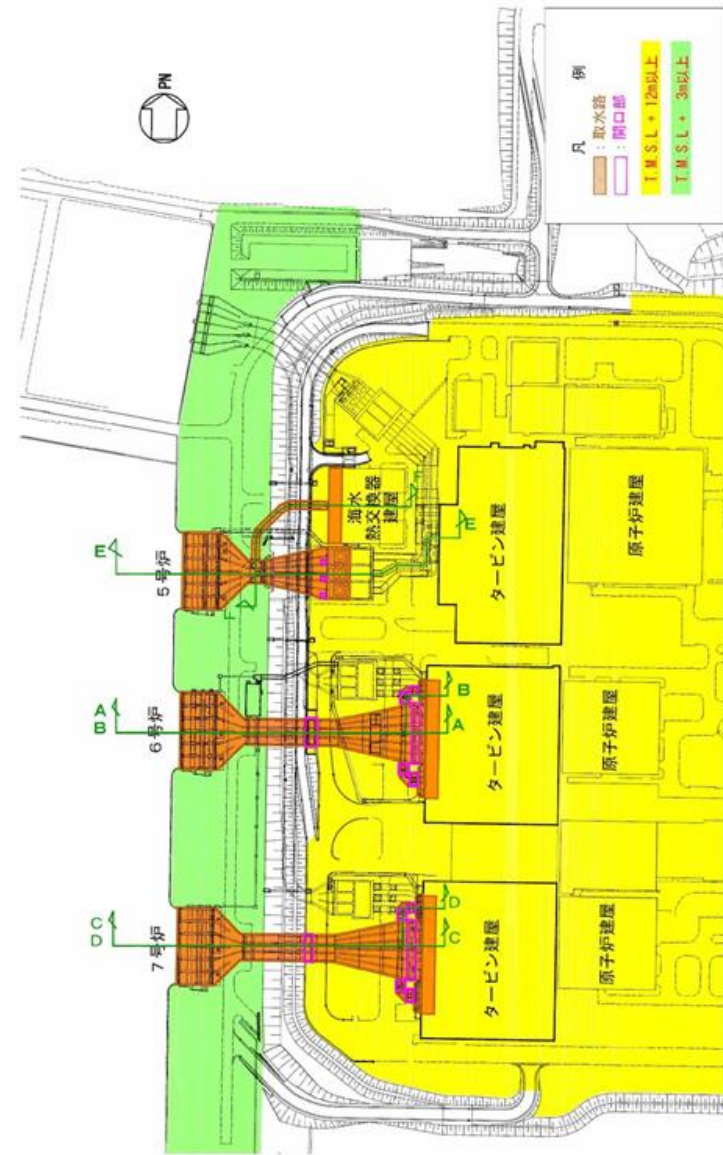 PN
凡 例
：取水路
：開口部
T.M.S.L.+ 12m以上
T.M.S.L.+ 3m以上
7号炉
6号炉
5号炉
C
D
A
B
E
F
海水
熱交換器
建屋
F
E
B
A
D
C
タービン建屋
タービン建屋
タービン建屋
原子炉建屋
原子炉建屋
原子炉建屋